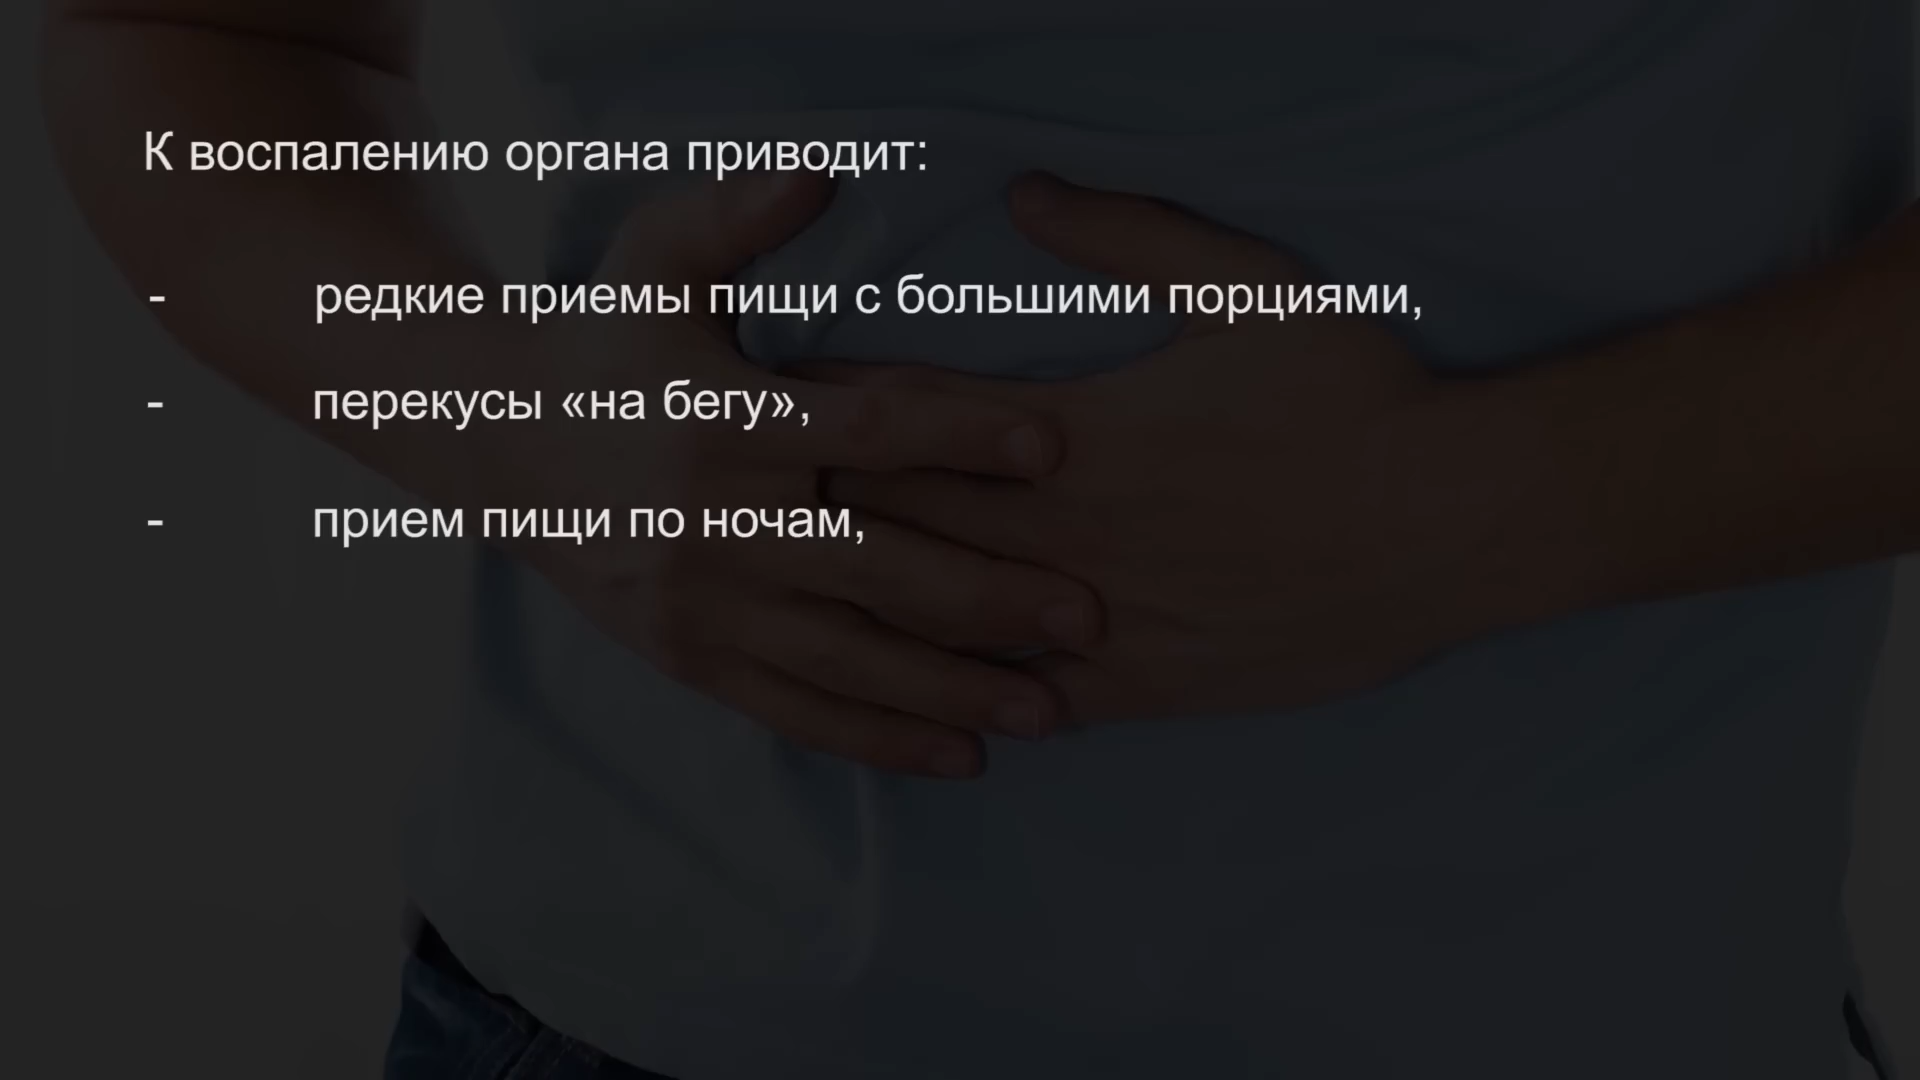 К воспалению органа приводит:
- редкие приемы пищи с большими порциями,
- перекусы «на бегу»,
- прием пищи по ночам,